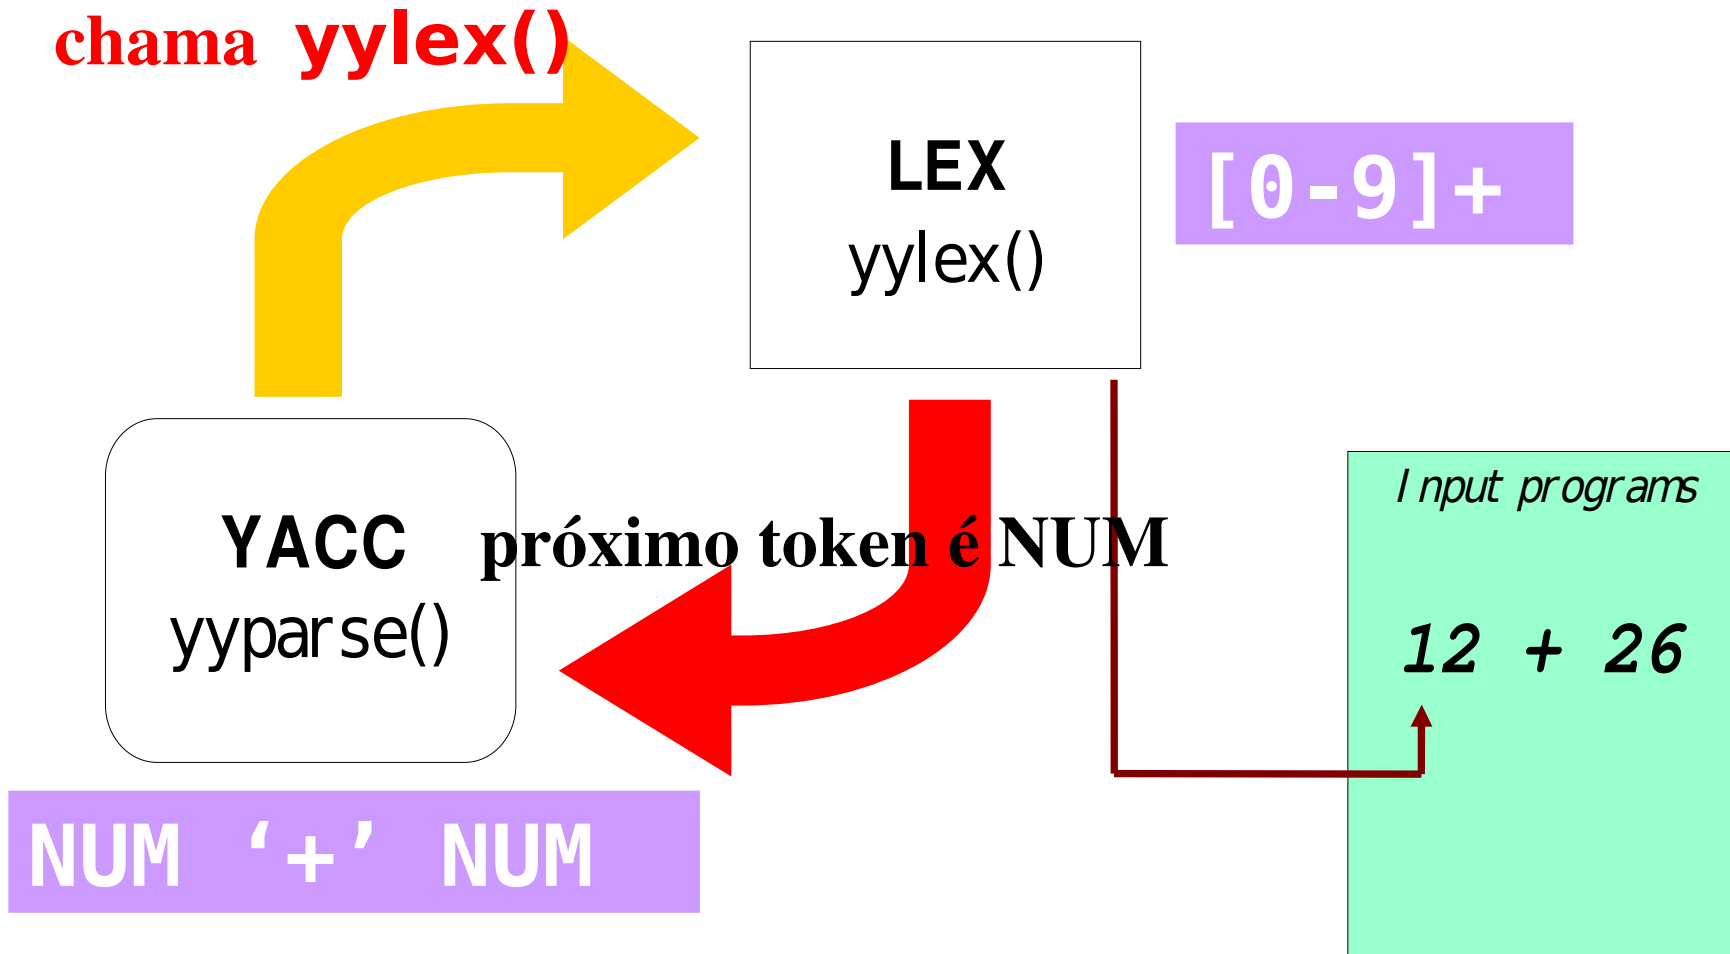 chama yylex()
LEX
yylex()
[0-9]+
YACC
yyparse()
próximo token é NUM
Input programs
12 + 26
NUM ‘+’ NUM